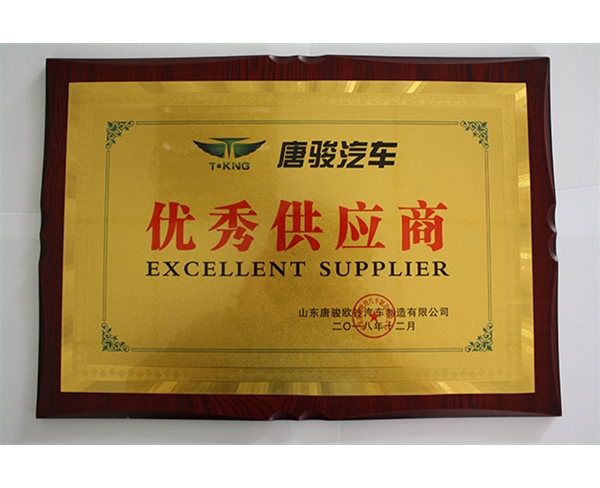 T★KING 唐骏汽车
优秀供应商
EXCELLENT SUPPLIER
山东唐骏欧铃汽车制造有限公司
二〇一八年十二月